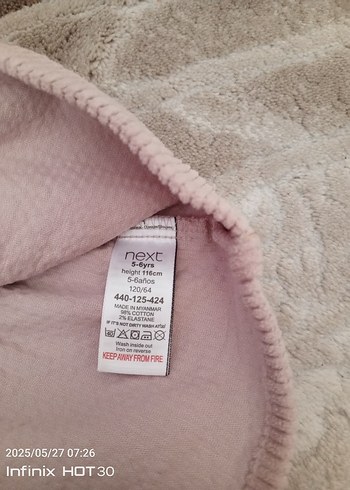 next
5-6yrs
height 116cm
5-6años
120/64
440-125-424
MADE IN MYANMAR
98% COTTON
2% ELASTANE
IF IT'S NOT DIRTY WASH AT 30°
Wash inside out
Iron on reverse
KEEP AWAY FROM FIRE
2025/05/27 07:26
Infinix HOT 30